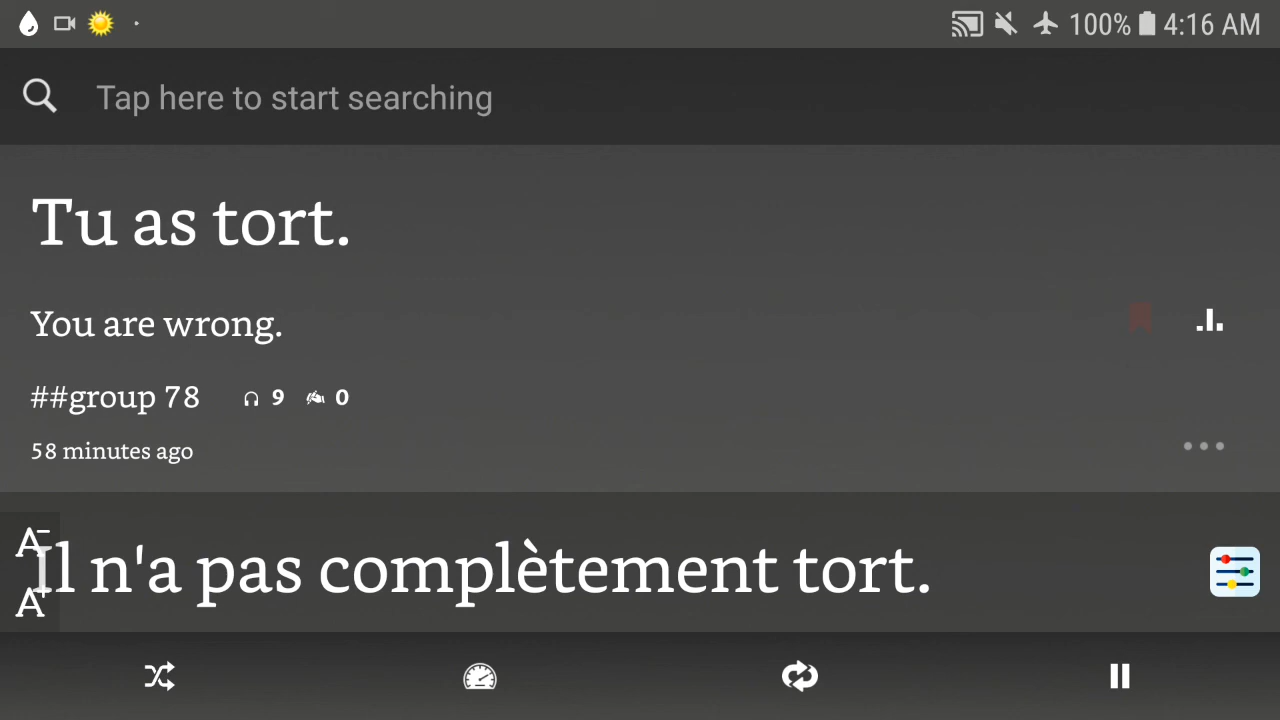 100% 4:16 AM
Tap here to start searching
Tu as tort.
You are wrong.
##group 78 9 0
58 minutes ago
A-
Il n'a pas complètement tort.
A+